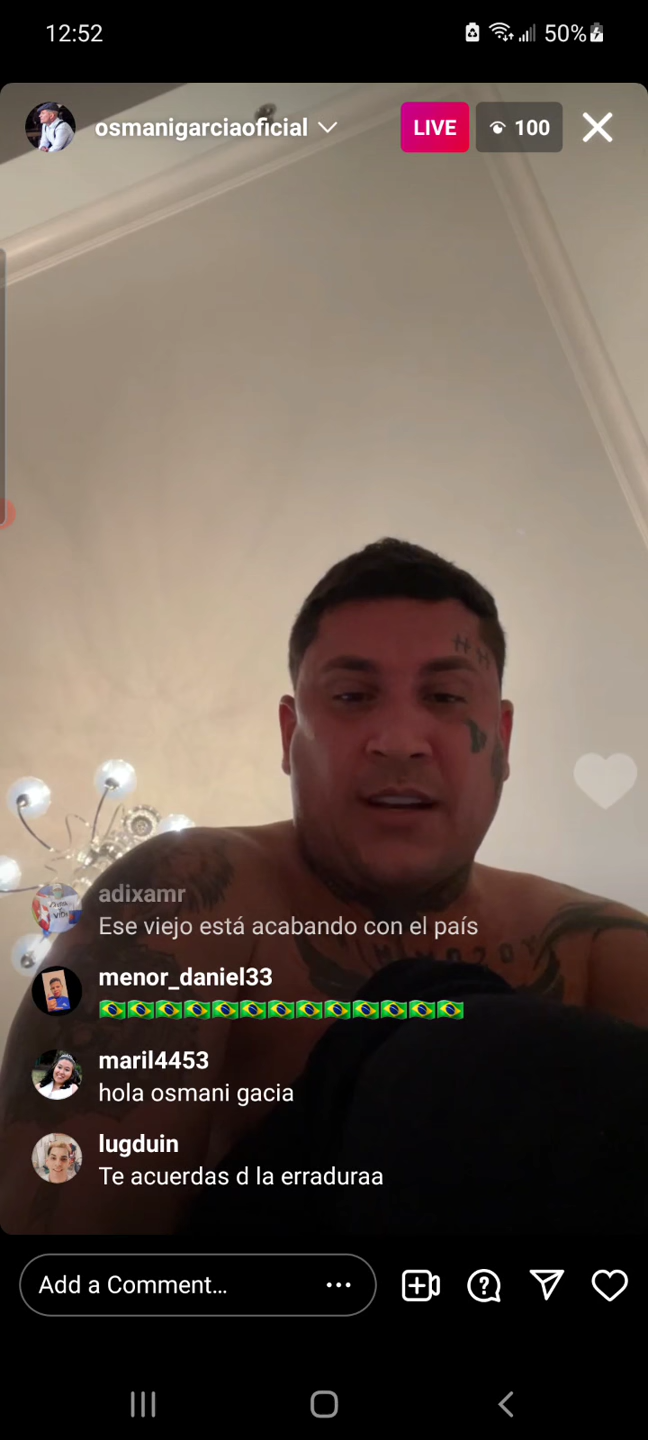 12:52
50%
osmanigarciaoficial
LIVE
100
adixamr
Ese viejo está acabando con el país
menor_daniel33
🇧🇷🇧🇷🇧🇷🇧🇷🇧🇷🇧🇷🇧🇷🇧🇷🇧🇷🇧🇷🇧🇷🇧🇷🇧🇷
maril4453
hola osmani gacia
lugduin
Te acuerdas d la erraduraa
Add a Comment...